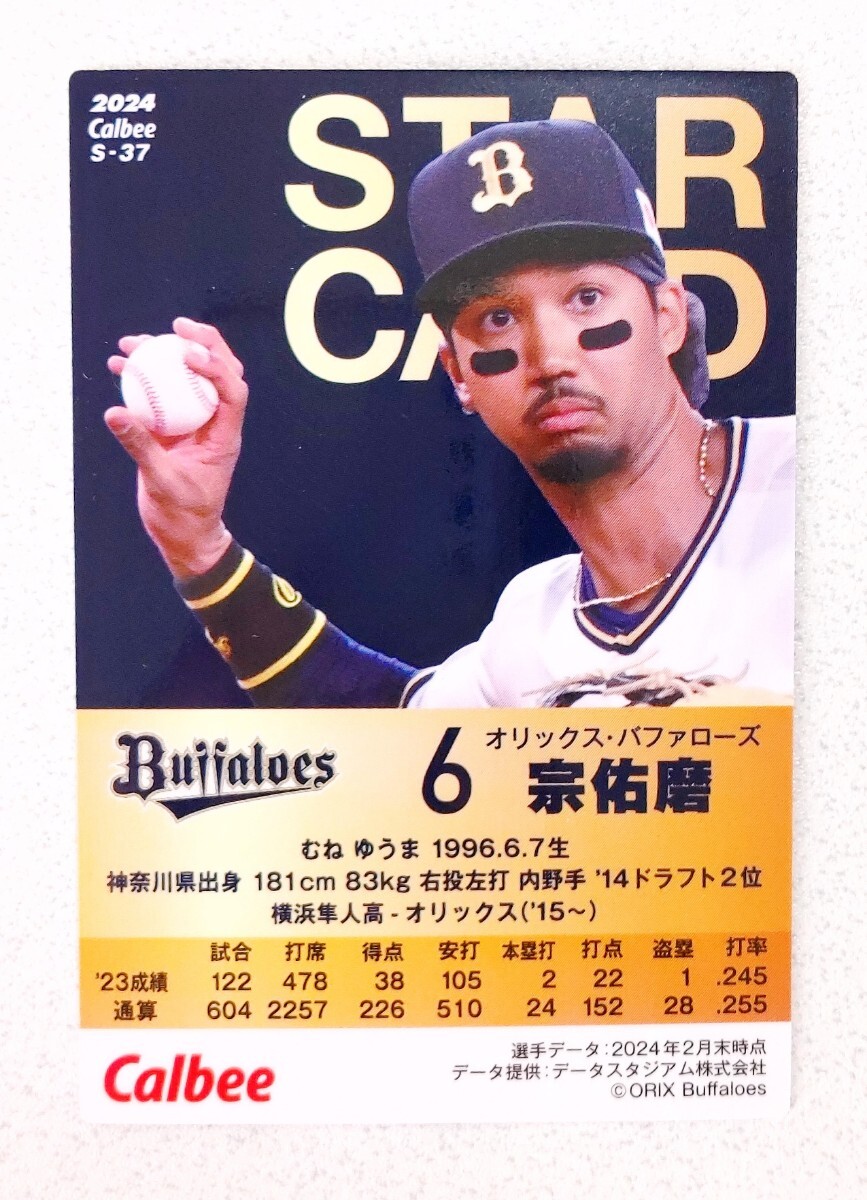 2024
Calbee
S-37
STAR
CARD
B
Buffaloes
6
オリックス・バファローズ
宗佑磨
むね ゆうま 1996.6.7生
神奈川県出身 181cm 83kg 右投左打 内野手 '14ドラフト2位
横浜隼人高-オリックス('15～)
試合 打席 得点 安打 本塁打 打点 盗塁 打率
'23成績 122 478 38 105 2 22 1 .245
通算 604 2257 226 510 24 152 28 .255
Calbee
選手データ:2024年2月末時点
データ提供:データスタジアム株式会社
©ORIX Buffaloes